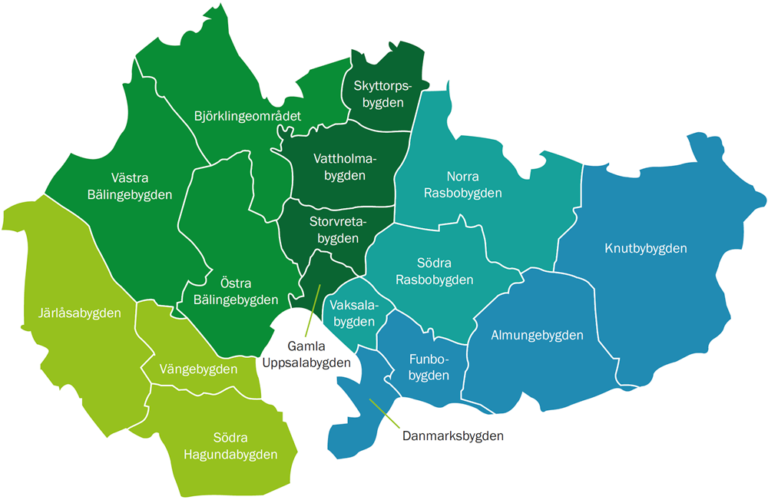 Skyttorps-
bygden
Björklingeområdet
Vattholma-
bygden
Västra
Bälingebygden
Norra
Rasbobygden
Storvreta-
bygden
Knutbybygden
Södra
Rasbobygden
Östra
Bälingebygden
Järlåsabygden
Vaksala-
bygden
Almungebygden
Gamla
Uppsalabygden
Funbo-
bygden
Vängebygden
Danmarksbygden
Södra
Hagundabygden